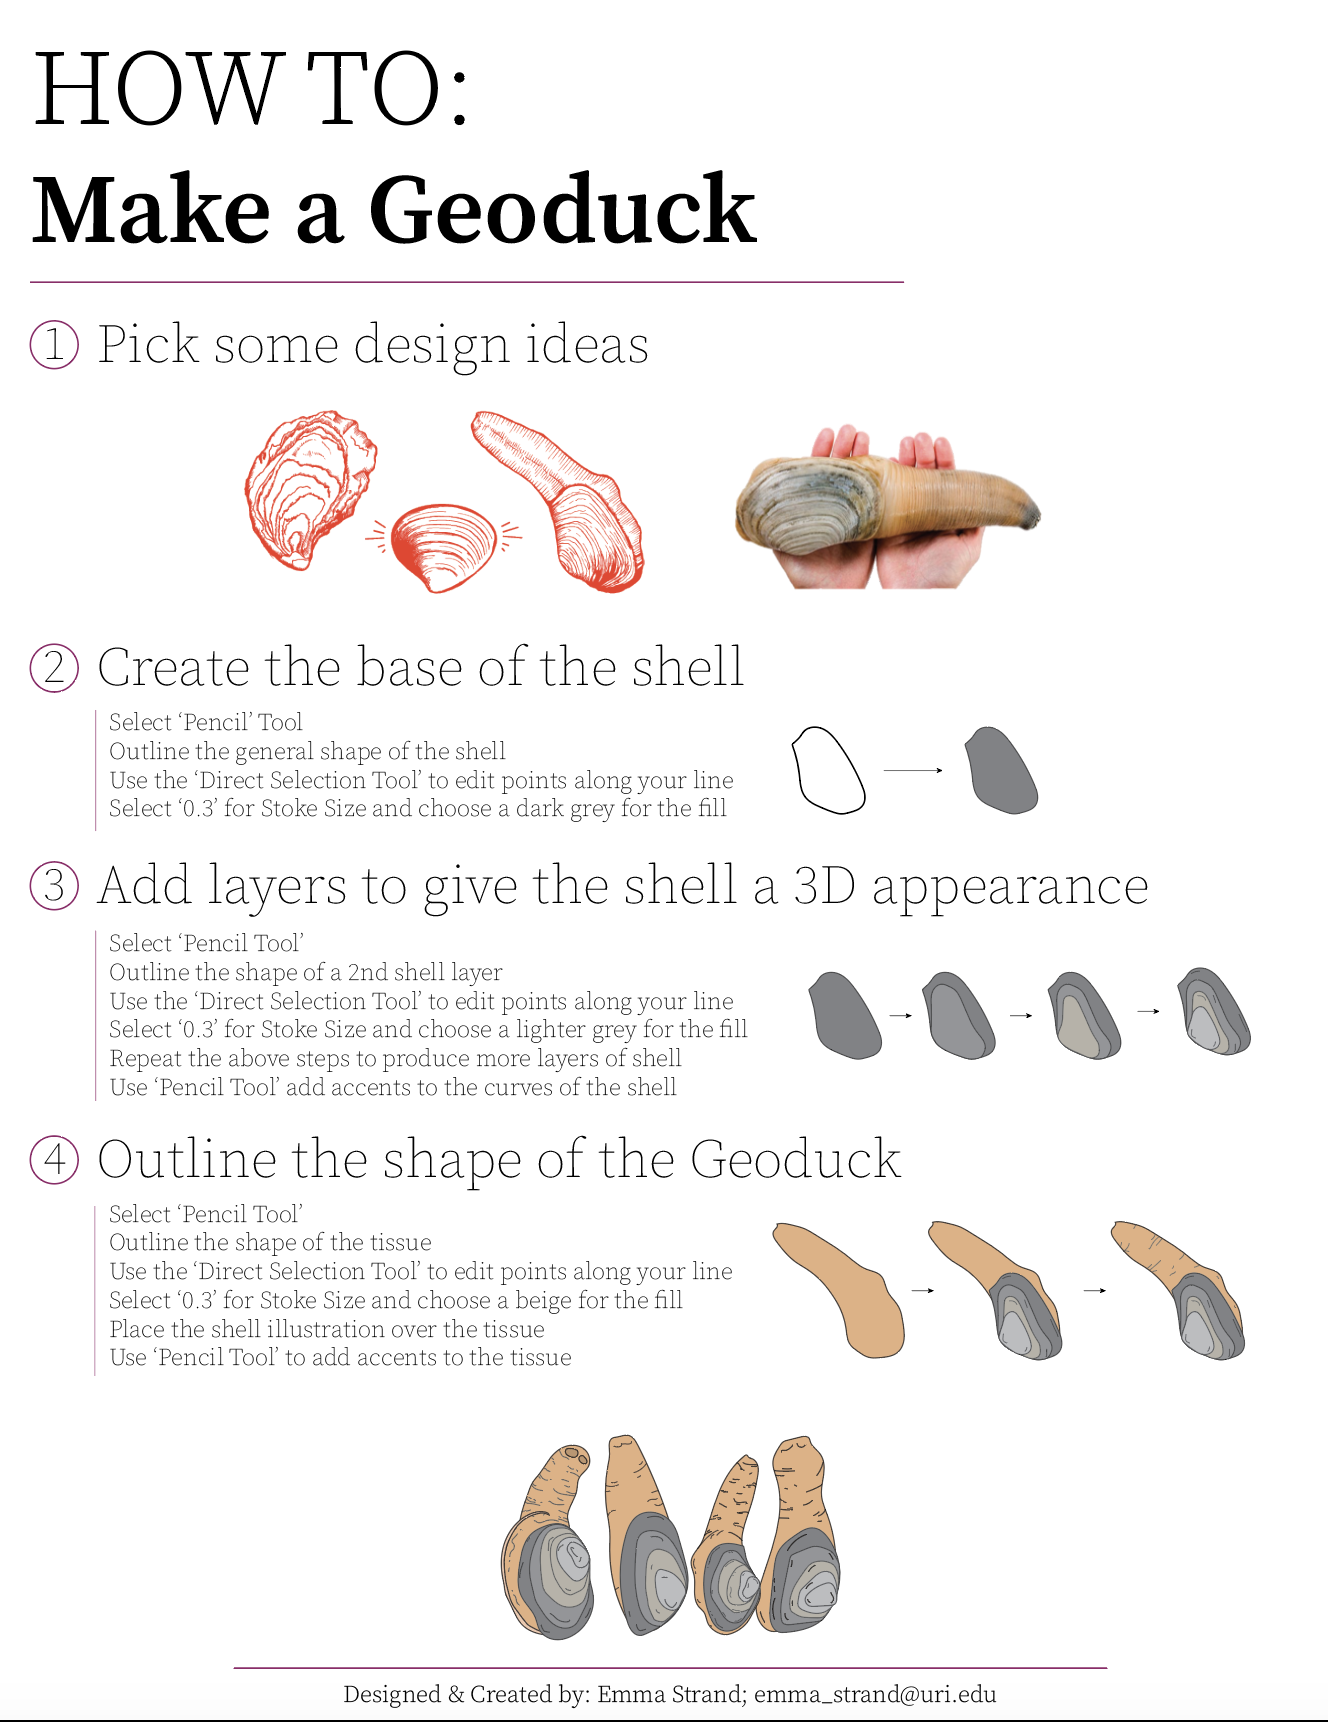 HOW TO:
Make a Geoduck
1 Pick some design ideas
2 Create the base of the shell
Select ‘Pencil’ Tool
Outline the general shape of the shell
Use the ‘Direct Selection Tool’ to edit points along your line
Select ‘0.3’ for Stoke Size and choose a dark grey for the fill
3 Add layers to give the shell a 3D appearance
Select ‘Pencil Tool’
Outline the shape of a 2nd shell layer
Use the ‘Direct Selection Tool’ to edit points along your line
Select ‘0.3’ for Stoke Size and choose a lighter grey for the fill
Repeat the above steps to produce more layers of shell
Use ‘Pencil Tool’ add accents to the curves of the shell
4 Outline the shape of the Geoduck
Select ‘Pencil Tool’
Outline the shape of the tissue
Use the ‘Direct Selection Tool’ to edit points along your line
Select ‘0.3’ for Stoke Size and choose a beige for the fill
Place the shell illustration over the tissue
Use ‘Pencil Tool’ to add accents to the tissue
Designed & Created by: Emma Strand; emma_strand@uri.edu